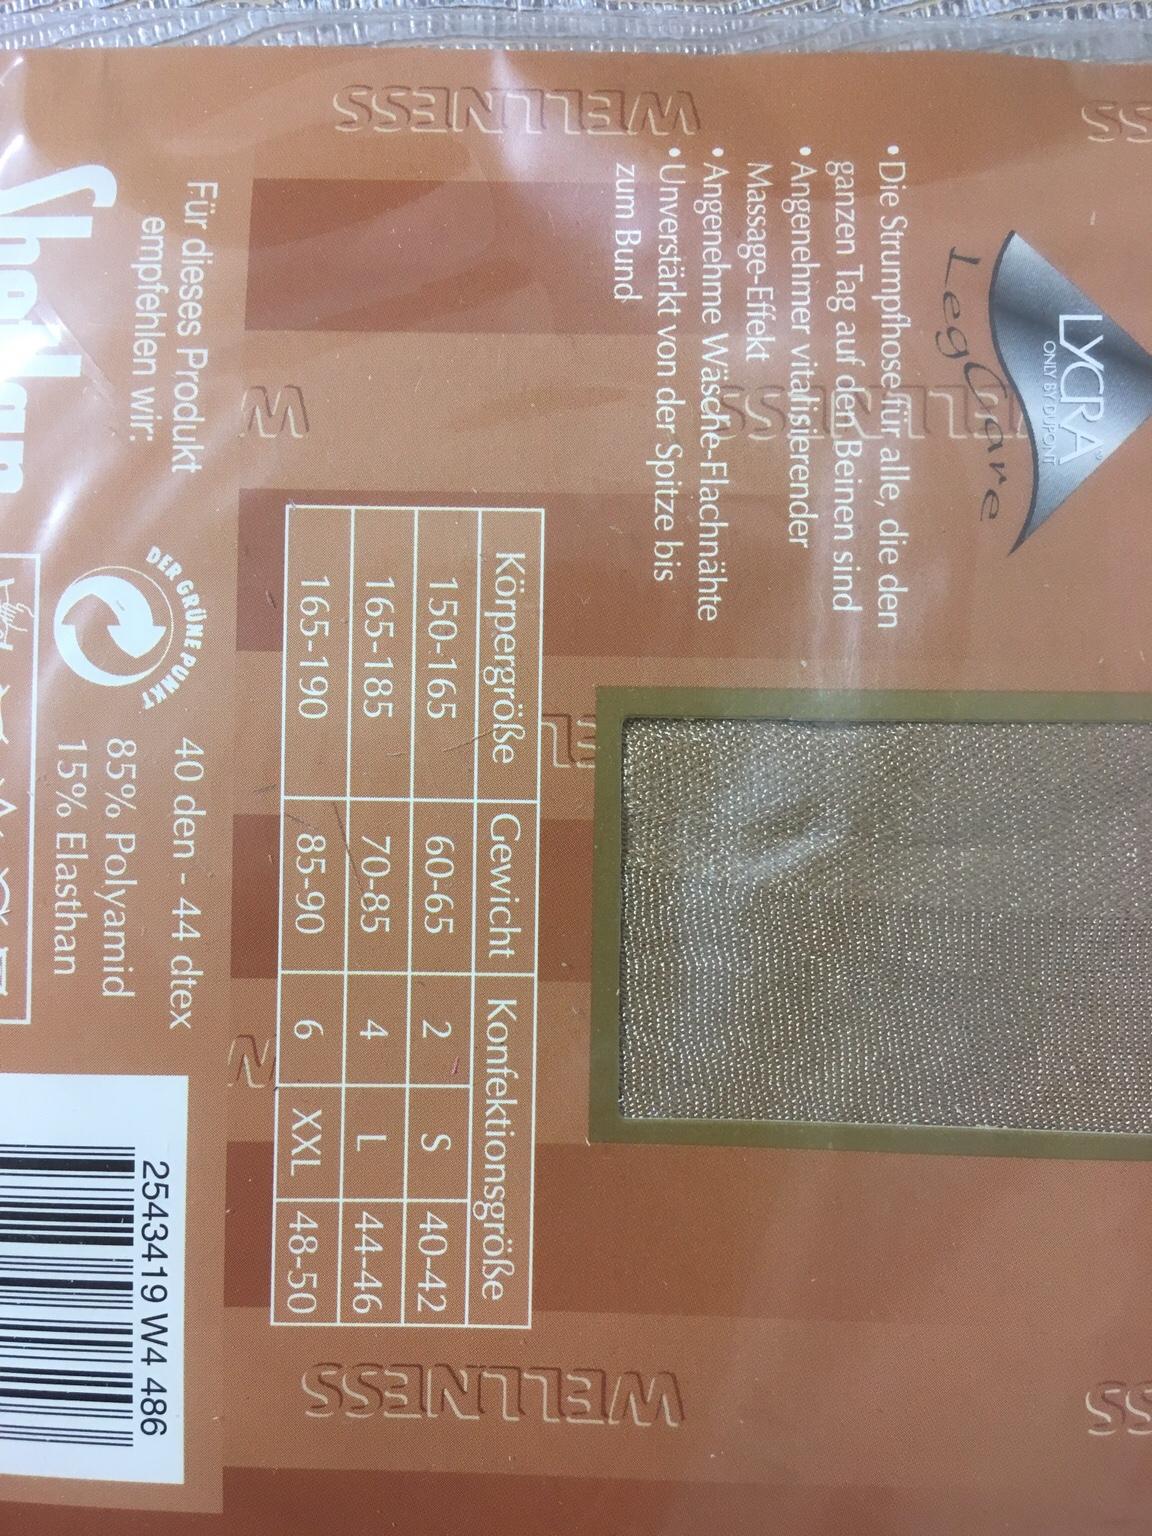 WELLNESS
LYCRA®
ONLY BY DUPONT
LegCare
• Die Strumpfhose für alle, die den
ganzen Tag auf den Beinen sind
• Angenehmer vitalisierender
Massage-Effekt
• Angenehme Wäsche-Flachnähte
• Unverstärkt von der Spitze bis
zum Bund
Körpergröße Gewicht Konfektionsgröße
150-165 60-65 2 S 40-42
165-185 70-85 4 L 44-46
165-190 85-90 6 XXL 48-50
WELLNESS
Für dieses Produkt
empfehlen wir:
DER GRÜNE PUNKT
40 den - 44 dtex
85% Polyamid
15% Elasthan
2543419 W4 486